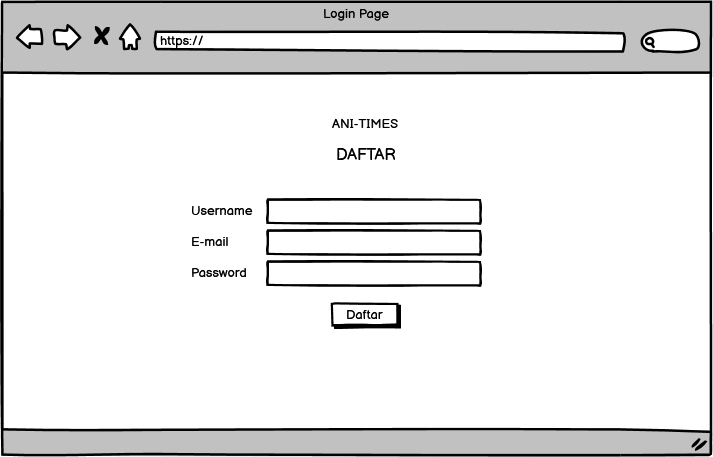 Login Page
https://
ANI-TIMES
DAFTAR
Username
E-mail
Password
Daftar